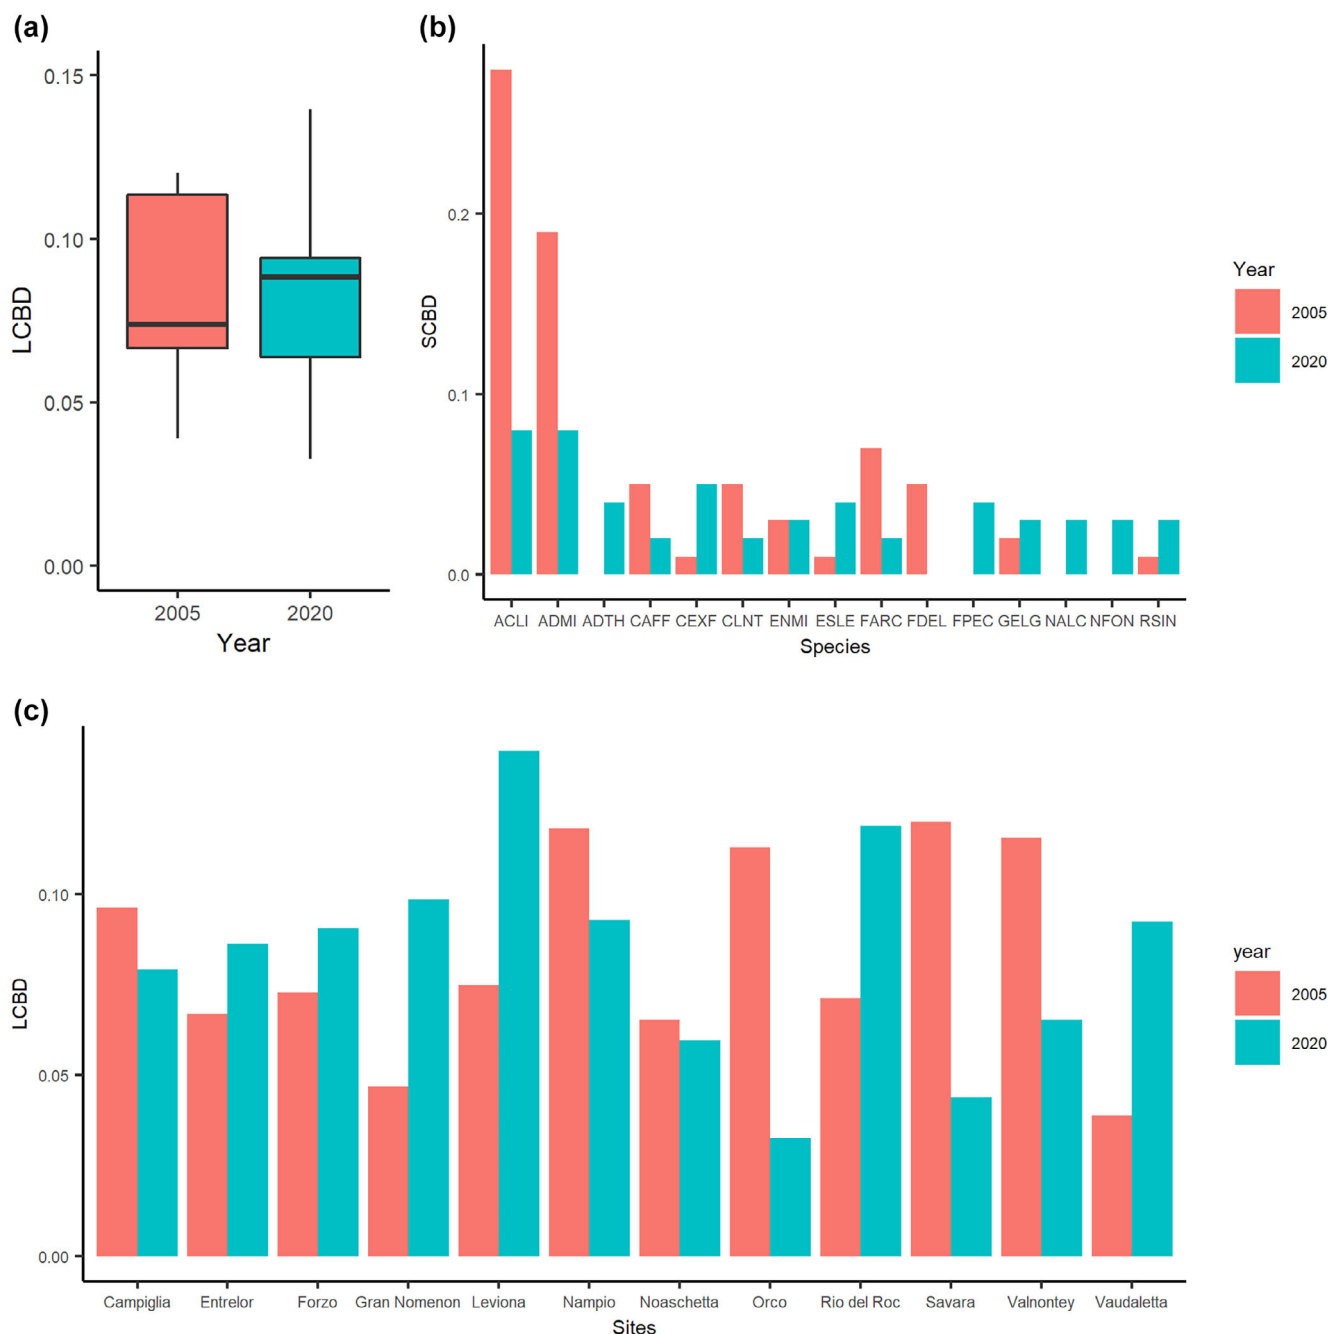 (a)
0.15
0.10
0.05
0.00
LCBD
2005 2020
Year
(b)
0.2
0.1
0.0
SCBD
ACLI ADMI ADTH CAFF CEXF CLNT ENMI ESLE FARC FDEL FPEC GELG NALC NFON RSIN
Species
Year
2005
2020
(c)
0.10
0.05
0.00
LCBD
Campiglia Entrelor Forzo Gran Nomenon Leviona Nampio Noaschetta Orco Rio del Roc Savara Valnontey Vaudaletta
Sites
year
2005
2020